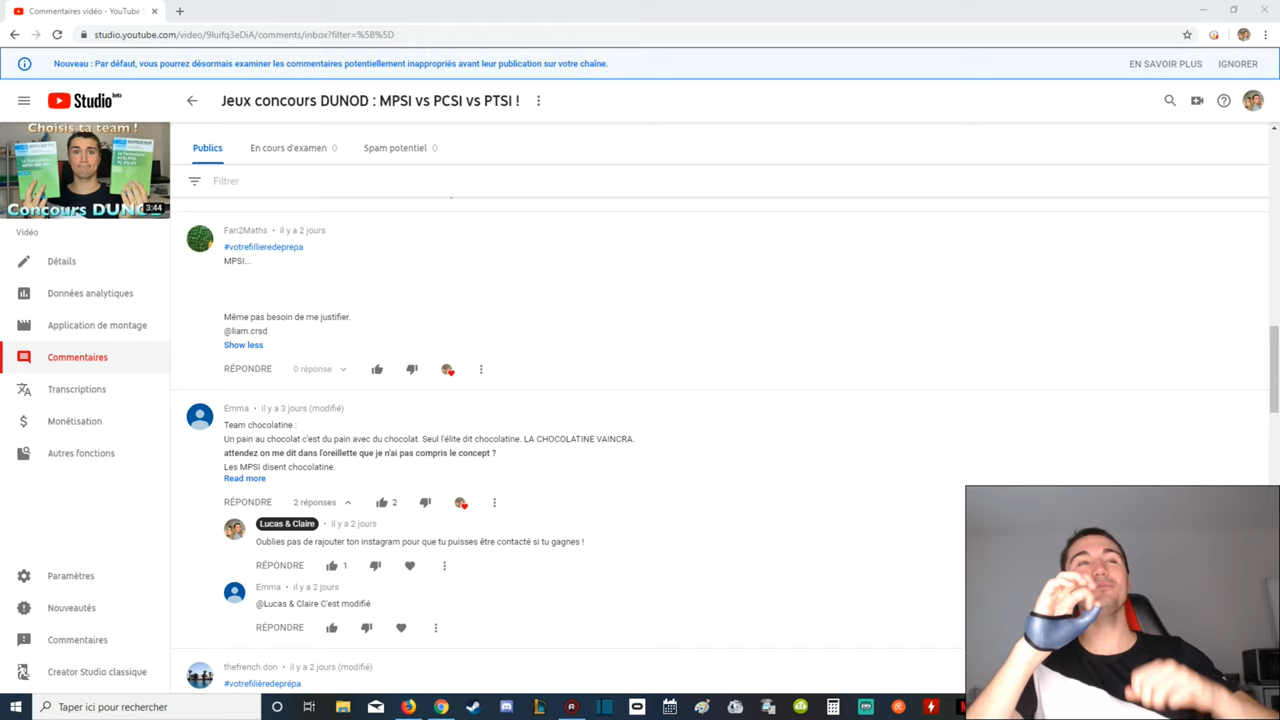 Commentaires vidéo - YouTube S
studio.youtube.com/video/9luifq3eDiA/comments/inbox?filter=%5B%5D
Nouveau : Par défaut, vous pourrez désormais examiner les commentaires potentiellement inappropriés avant leur publication sur votre chaîne.
EN SAVOIR PLUS
IGNORER
Studio beta
Jeux concours DUNOD : MPSI vs PCSI vs PTSI !
Choisis ta team !
Concours DUNOD
3:44
Publics
En cours d'examen 0
Spam potentiel 0
Filtrer
Vidéo
Détails
Données analytiques
Application de montage
Commentaires
Transcriptions
Monétisation
Autres fonctions
Paramètres
Nouveautés
Commentaires
Creator Studio classique
Fan2Maths • il y a 2 jours
#votrefillieredeprepa
MPSI...
Même pas besoin de me justifier.
@liam.crsd
Show less
RÉPONDRE 0 réponse
Emma • il y a 3 jours (modifié)
Team chocolatine :
Un pain au chocolat c'est du pain avec du chocolat. Seul l'élite dit chocolatine. LA CHOCOLATINE VAINCRA.
attendez on me dit dans l'oreillette que je n'ai pas compris le concept ?
Les MPSI disent chocolatine.
Read more
RÉPONDRE 2 réponses 2
Lucas & Claire • il y a 2 jours
Oublies pas de rajouter ton instagram pour que tu puisses être contacté si tu gagnes !
RÉPONDRE 1
Emma • il y a 2 jours
@Lucas & Claire C'est modifié
RÉPONDRE
thefrench don • il y a 2 jours (modifié)
#votrefilièredeprépa
Taper ici pour rechercher